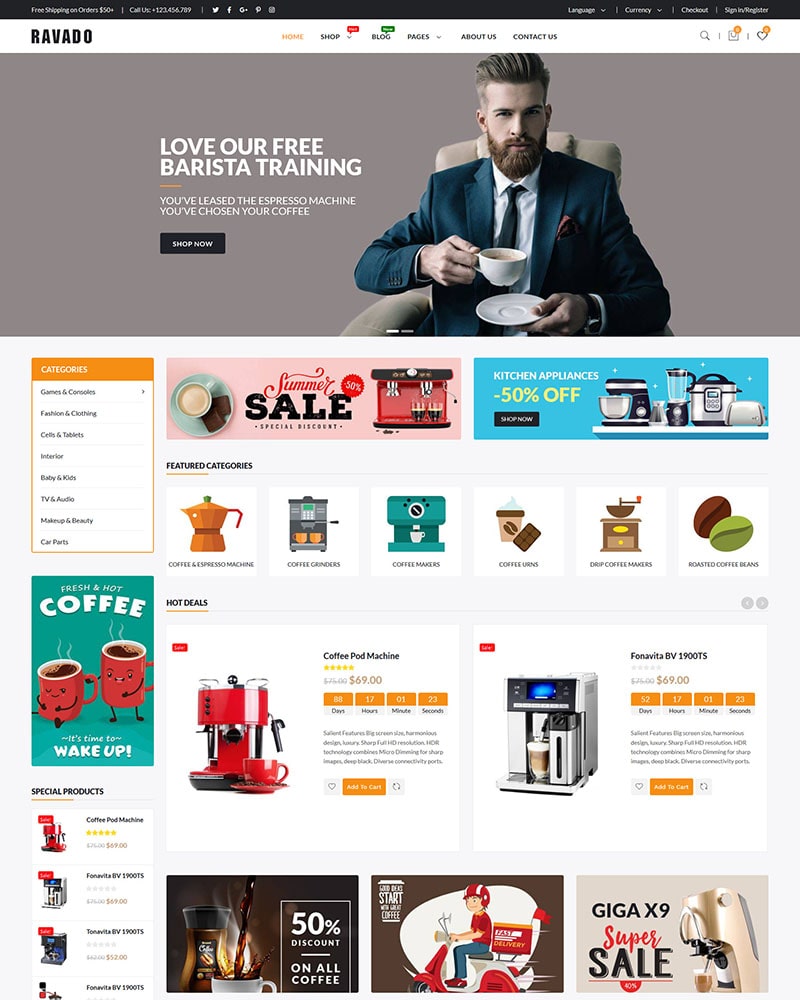 Free Shipping on Orders $50+ | Call Us: +123.456.789
Language | Currency | Checkout | Sign in/Register
RAVADO
HOME SHOP Hot BLOG New PAGES ABOUT US CONTACT US
0 0
LOVE OUR FREE
BARISTA TRAINING
YOU'VE LEASED THE ESPRESSO MACHINE
YOU'VE CHOSEN YOUR COFFEE
SHOP NOW
CATEGORIES
Games & Consoles
Fashion & Clothing
Cells & Tablets
Interior
Baby & Kids
TV & Audio
Makeup & Beauty
Car Parts
Summer
SALE
-50%
• SPECIAL DISCOUNT •
KITCHEN APPLIANCES
-50% OFF
SHOP NOW
FEATURED CATEGORIES
COFFEE & ESPRESSO MACHINE
COFFEE GRINDERS
COFFEE MAKERS
COFFEE URNS
DRIP COFFEE MAKERS
ROASTED COFFEE BEANS
FRESH & HOT
COFFEE
~It's time to~
WAKE UP!
HOT DEALS
Sale!
Coffee Pod Machine
$75.00 $69.00
88 17 01 23
Days Hours Minute Seconds
Salient Features Big screen size, harmonious
design, luxury. Sharp Full HD resolution. HDR
technology combines Micro Dimming for sharp
images, deep black. Diverse connectivity ports.
Add To Cart
Sale!
Fonavita BV 1900TS
$75.00 $69.00
52 17 01 23
Days Hours Minute Seconds
Salient Features Big screen size, harmonious
design, luxury. Sharp Full HD resolution. HDR
technology combines Micro Dimming for sharp
images, deep black. Diverse connectivity ports.
Add To Cart
SPECIAL PRODUCTS
Sale!
Coffee Pod Machine
$75.00 $69.00
Sale!
Fonavita BV 1900TS
$75.00 $69.00
Sale!
Tonavita BV 1900TS
$62.00 $52.00
Sale!
Fonavita BV 1900TS
Coffee
50%
DISCOUNT
ON ALL
COFFEE
GOOD IDEAS
START
WITH GREAT
COFFEE
FAST
DELIVERY
GIGA X9
Super
SALE
40%